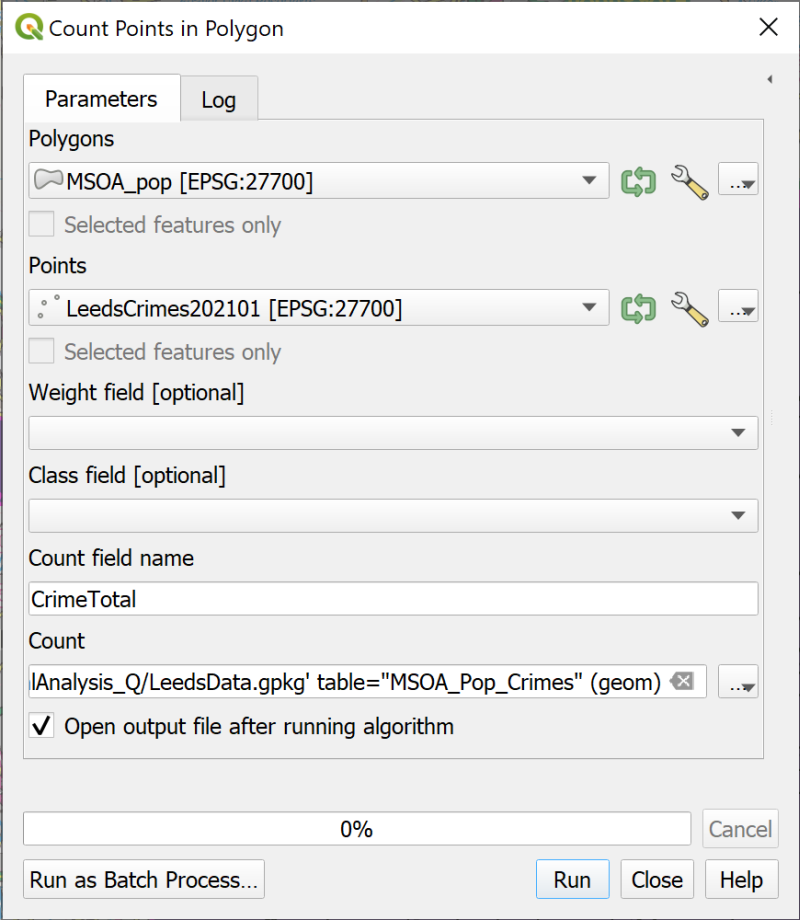 Count Points in Polygon
Parameters
Log
Polygons
MSOA_pop [EPSG:27700]
...
Selected features only
Points
LeedsCrimes202101 [EPSG:27700]
...
Selected features only
Weight field [optional]
Class field [optional]
Count field name
CrimeTotal
Count
lAnalysis_Q/LeedsData.gpkg' table="MSOA_Pop_Crimes" (geom)
...
Open output file after running algorithm
0%
Cancel
Run as Batch Process...
Run
Close
Help